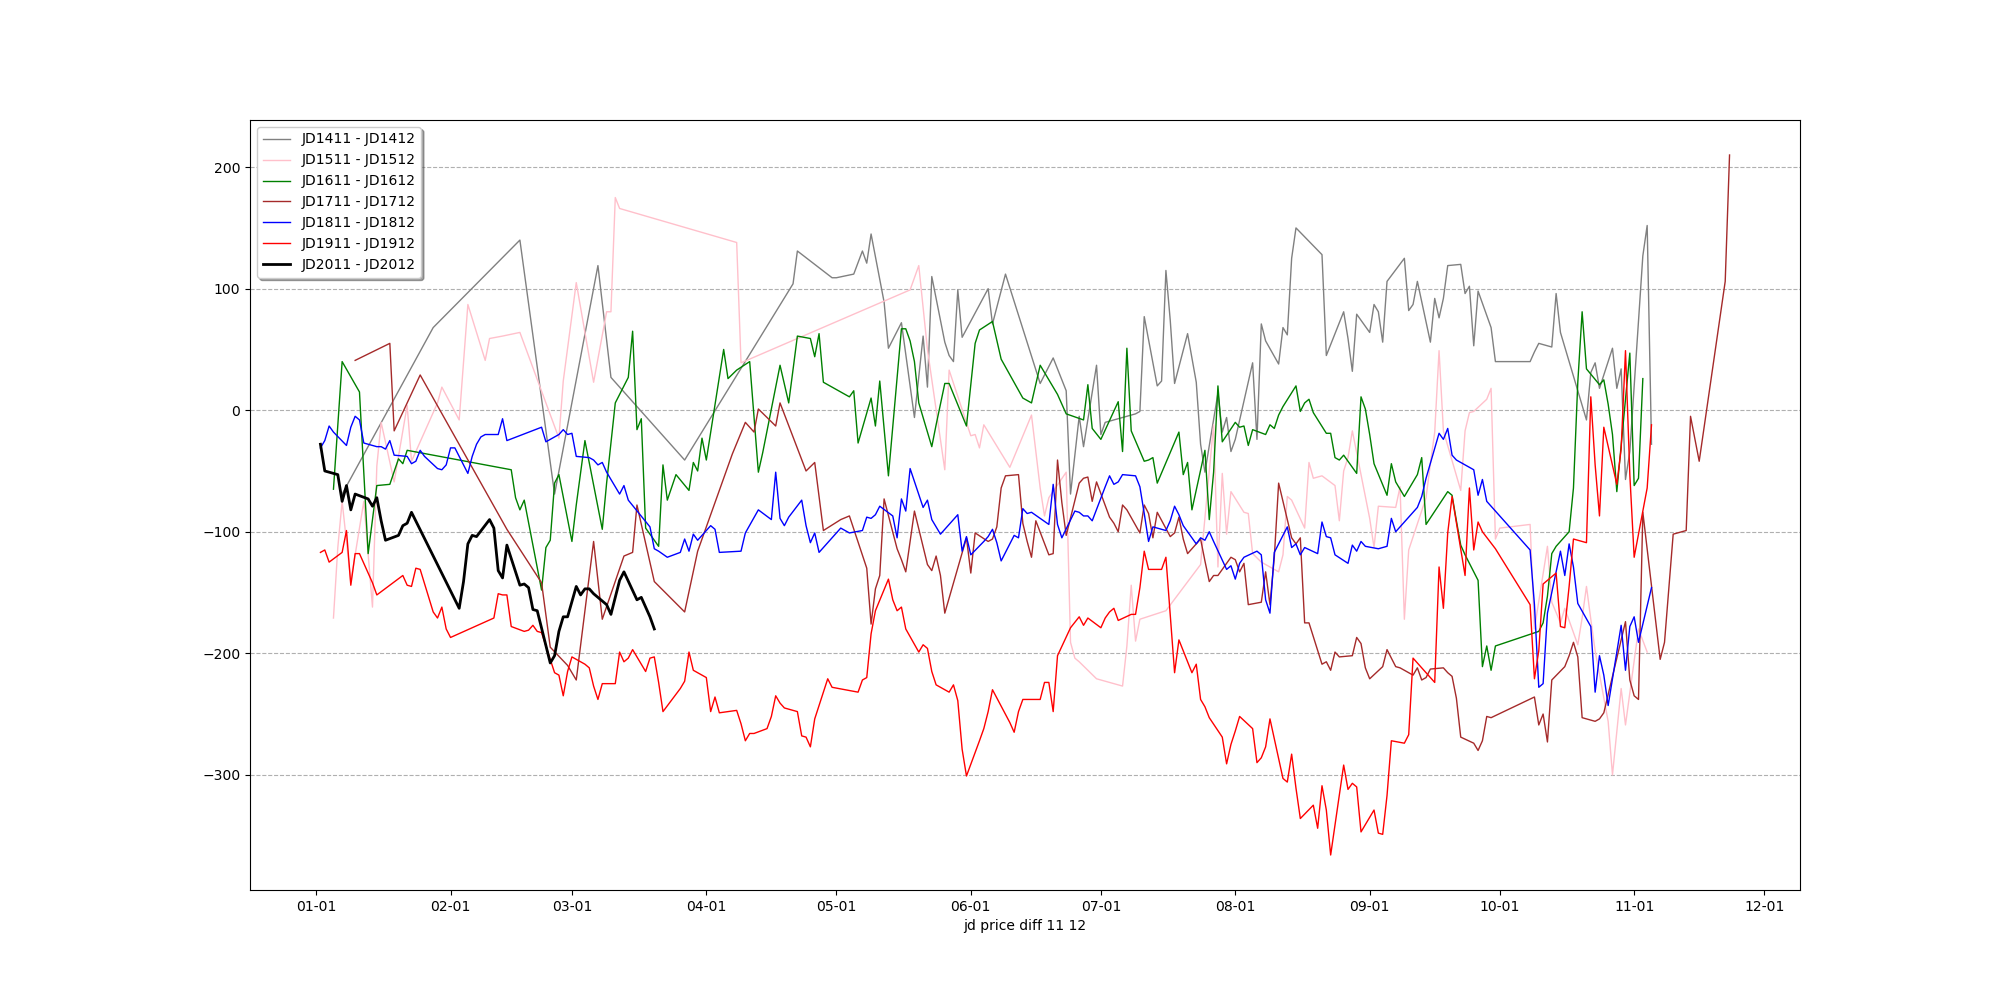 JD1411 - JD1412
JD1511 - JD1512
JD1611 - JD1612
JD1711 - JD1712
JD1811 - JD1812
JD1911 - JD1912
JD2011 - JD2012
200
100
0
−100
−200
−300
01-01 02-01 03-01 04-01 05-01 06-01 07-01 08-01 09-01 10-01 11-01 12-01
jd price diff 11 12